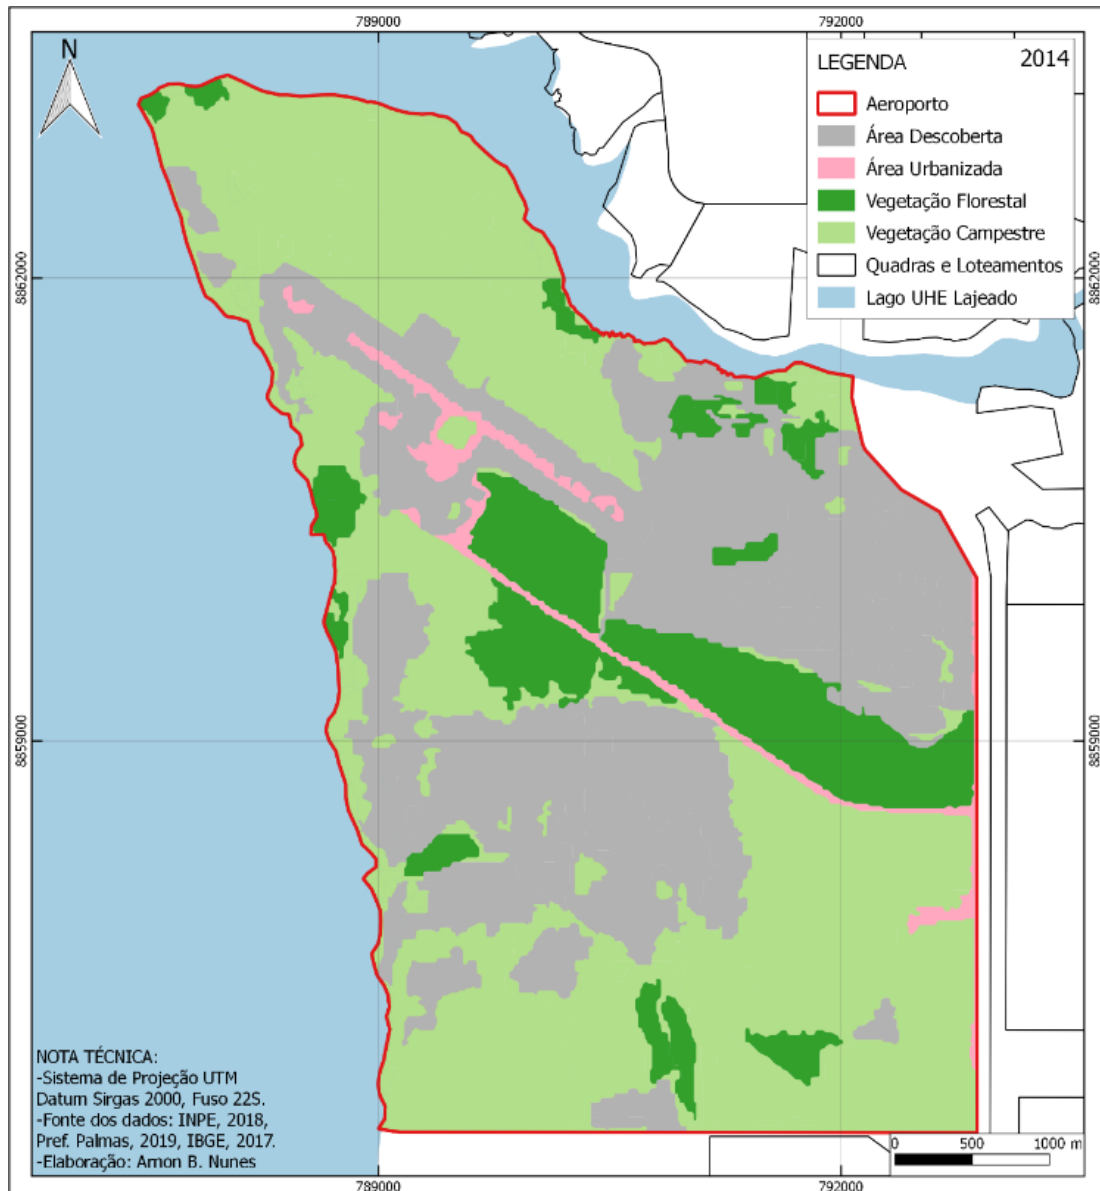 789000
792000
N
LEGENDA
2014
Aeroporto
Área Descoberta
Área Urbanizada
Vegetação Florestal
Vegetação Campestre
Quadras e Loteamentos
Lago UHE Lajeado
8862000
8862000
8859000
8859000
NOTA TÉCNICA:
-Sistema de Projeção UTM
Datum Sirgas 2000, Fuso 22S.
-Fonte dos dados: INPE, 2018,
Pref. Palmas, 2019, IBGE, 2017.
-Elaboração: Arnon B. Nunes
0 500 1000 m
789000
792000